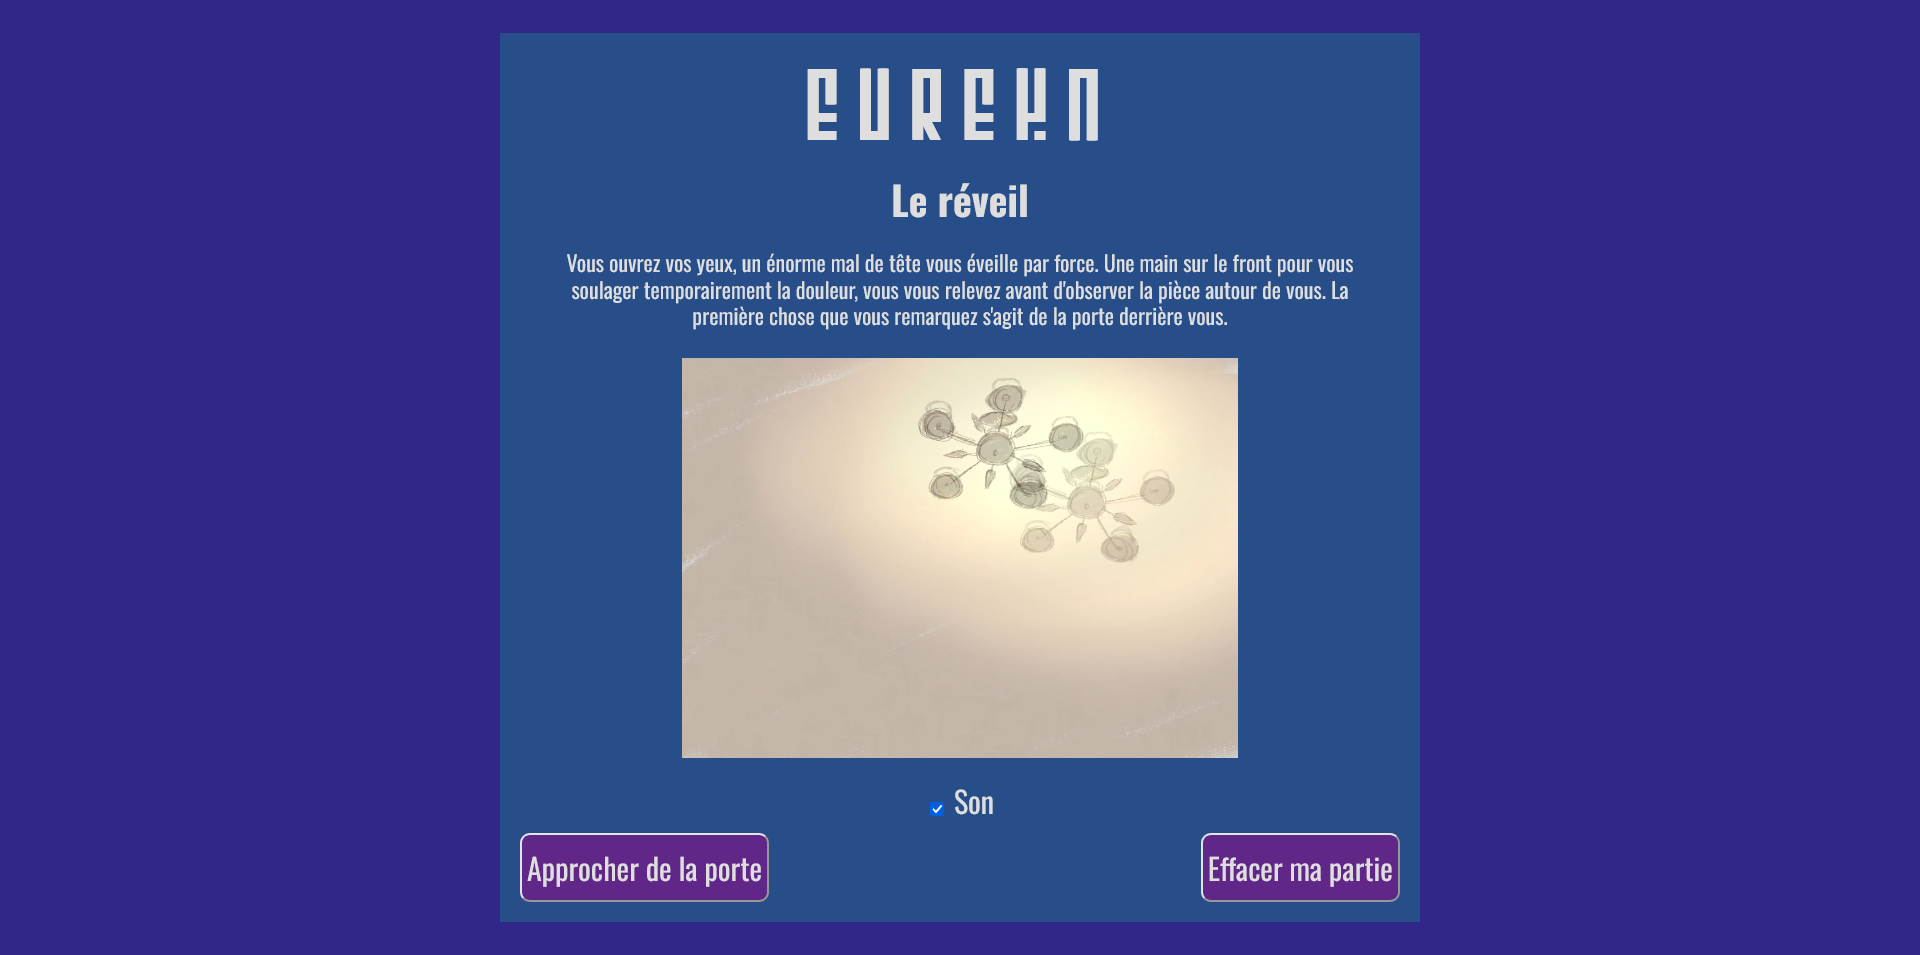 EUREKA
Le réveil
Vous ouvrez vos yeux, un énorme mal de tête vous éveille par force. Une main sur le front pour vous
soulager temporairement la douleur, vous vous relevez avant d'observer la pièce autour de vous. La
première chose que vous remarquez s'agit de la porte derrière vous.
Son
Approcher de la porte
Effacer ma partie